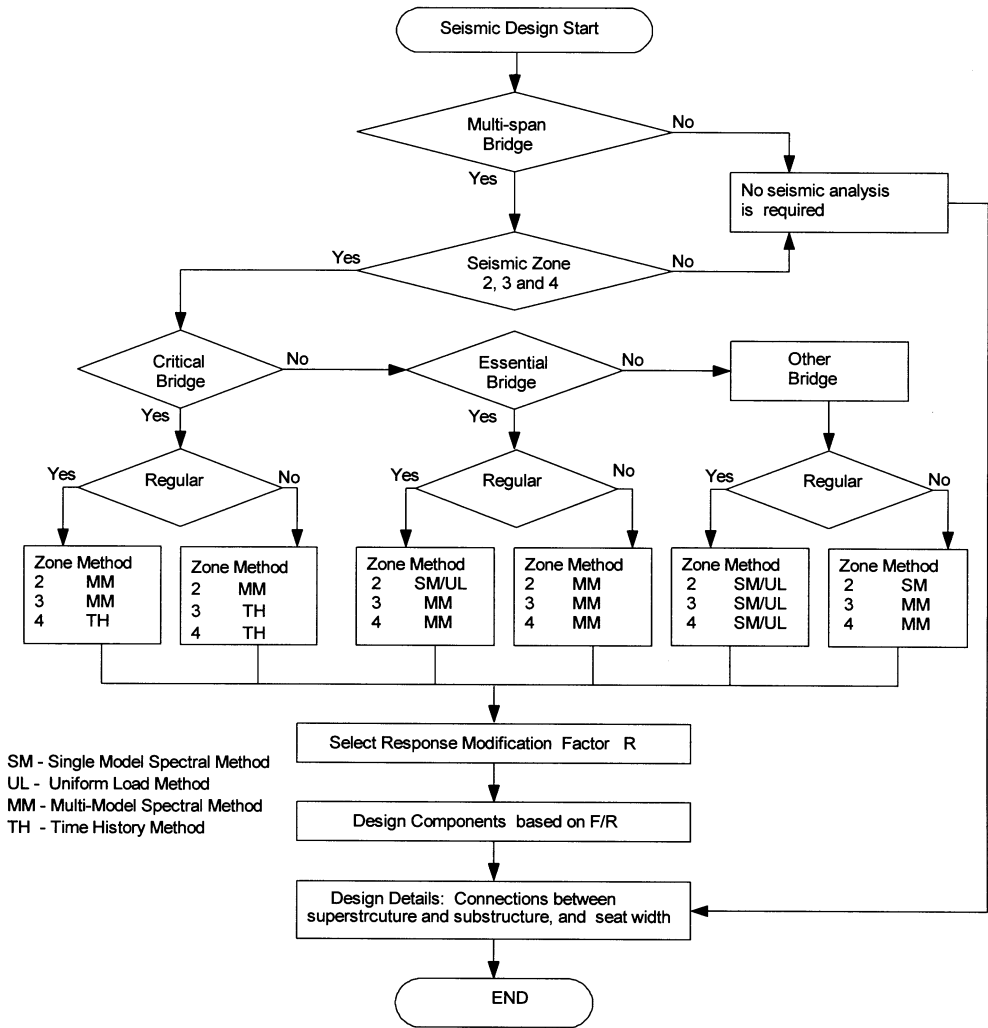 Seismic Design Start
Multi-span
Bridge
No
Yes
No seismic analysis
is required
Seismic Zone
2, 3 and 4
Yes
No
Critical
Bridge
No
Yes
Essential
Bridge
No
Yes
Other
Bridge
Regular
Yes
No
Regular
Yes
No
Regular
Yes
No
Zone Method
2 MM
3 MM
4 TH
Zone Method
2 MM
3 TH
4 TH
Zone Method
2 SM/UL
3 MM
4 MM
Zone Method
2 MM
3 MM
4 MM
Zone Method
2 SM/UL
3 SM/UL
4 SM/UL
Zone Method
2 SM
3 MM
4 MM
Select Response Modification Factor R
SM - Single Model Spectral Method
UL - Uniform Load Method
MM - Multi-Model Spectral Method
TH - Time History Method
Design Components based on F/R
Design Details: Connections between
superstrcuture and substructure, and seat width
END